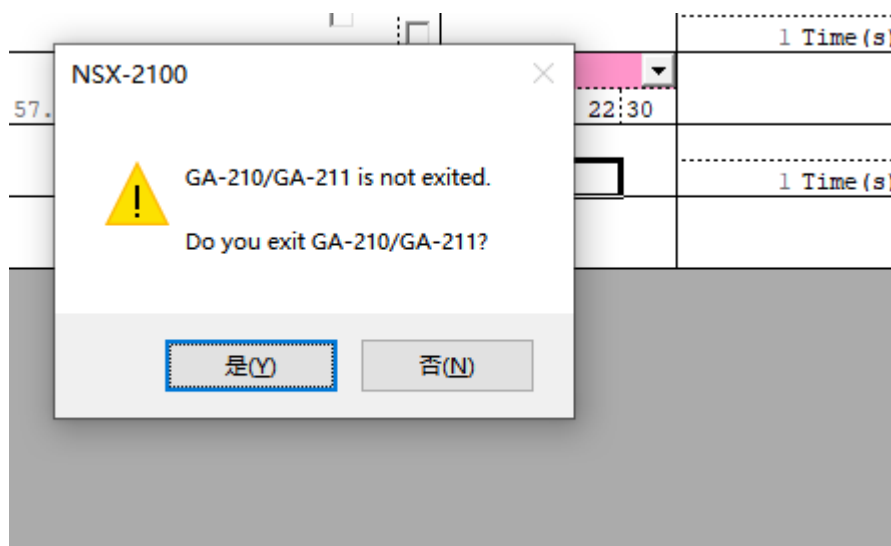 1 Time(s)
NSX-2100
57.
22 30
GA-210/GA-211 is not exited.
1 Time(s)
Do you exit GA-210/GA-211?
是(Y)
否(N)